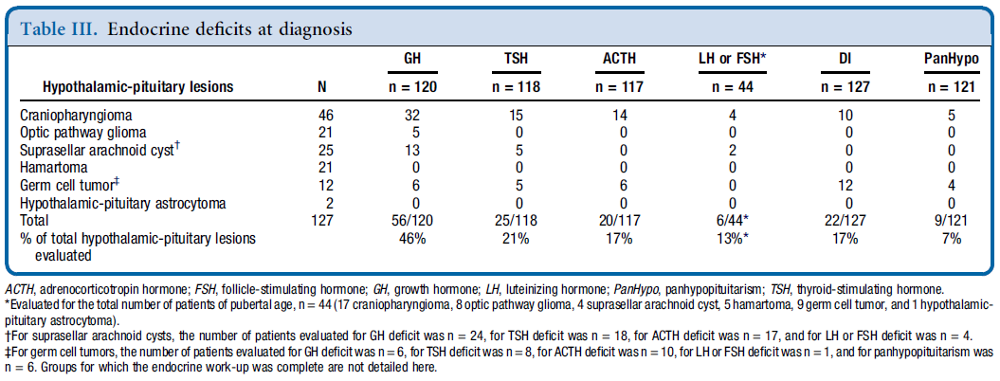 Table III. Endocrine deficits at diagnosis
GH TSH ACTH LH or FSH* DI PanHypo
Hypothalamic-pituitary lesions N n = 120 n = 118 n = 117 n = 44 n = 127 n = 121
Craniopharyngioma 46 32 15 14 4 10 5
Optic pathway glioma 21 5 0 0 0 0 0
Suprasellar arachnoid cyst† 25 13 5 0 2 0 0
Hamartoma 21 0 0 0 0 0 0
Germ cell tumor‡ 12 6 5 6 0 12 4
Hypothalamic-pituitary astrocytoma 2 0 0 0 0 0 0
Total 127 56/120 25/118 20/117 6/44* 22/127 9/121
% of total hypothalamic-pituitary lesions 46% 21% 17% 13%* 17% 7%
evaluated
ACTH, adrenocorticotropin hormone; FSH, follicle-stimulating hormone; GH, growth hormone; LH, luteinizing hormone; PanHypo, panhypopituitarism; TSH, thyroid-stimulating hormone.
*Evaluated for the total number of patients of pubertal age, n = 44 (17 craniopharyngioma, 8 optic pathway glioma, 4 suprasellar arachnoid cyst, 5 hamartoma, 9 germ cell tumor, and 1 hypothalamic-
pituitary astrocytoma).
†For suprasellar arachnoid cysts, the number of patients evaluated for GH deficit was n = 24, for TSH deficit was n = 18, for ACTH deficit was n = 17, and for LH or FSH deficit was n = 4.
‡For germ cell tumors, the number of patients evaluated for GH deficit was n = 6, for TSH deficit was n = 8, for ACTH deficit was n = 10, for LH or FSH deficit was n = 1, and for panhypopituitarism was
n = 6. Groups for which the endocrine work-up was complete are not detailed here.